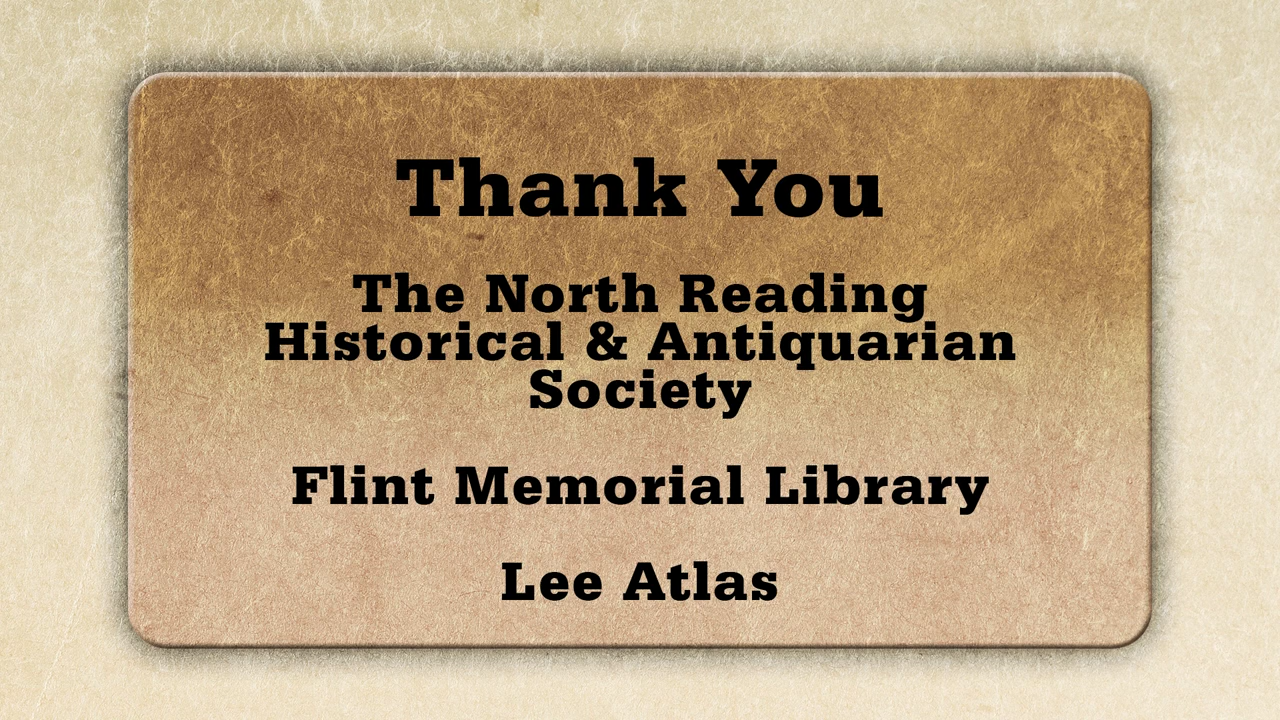 Thank You
The North Reading
Historical & Antiquarian
Society
Flint Memorial Library
Lee Atlas